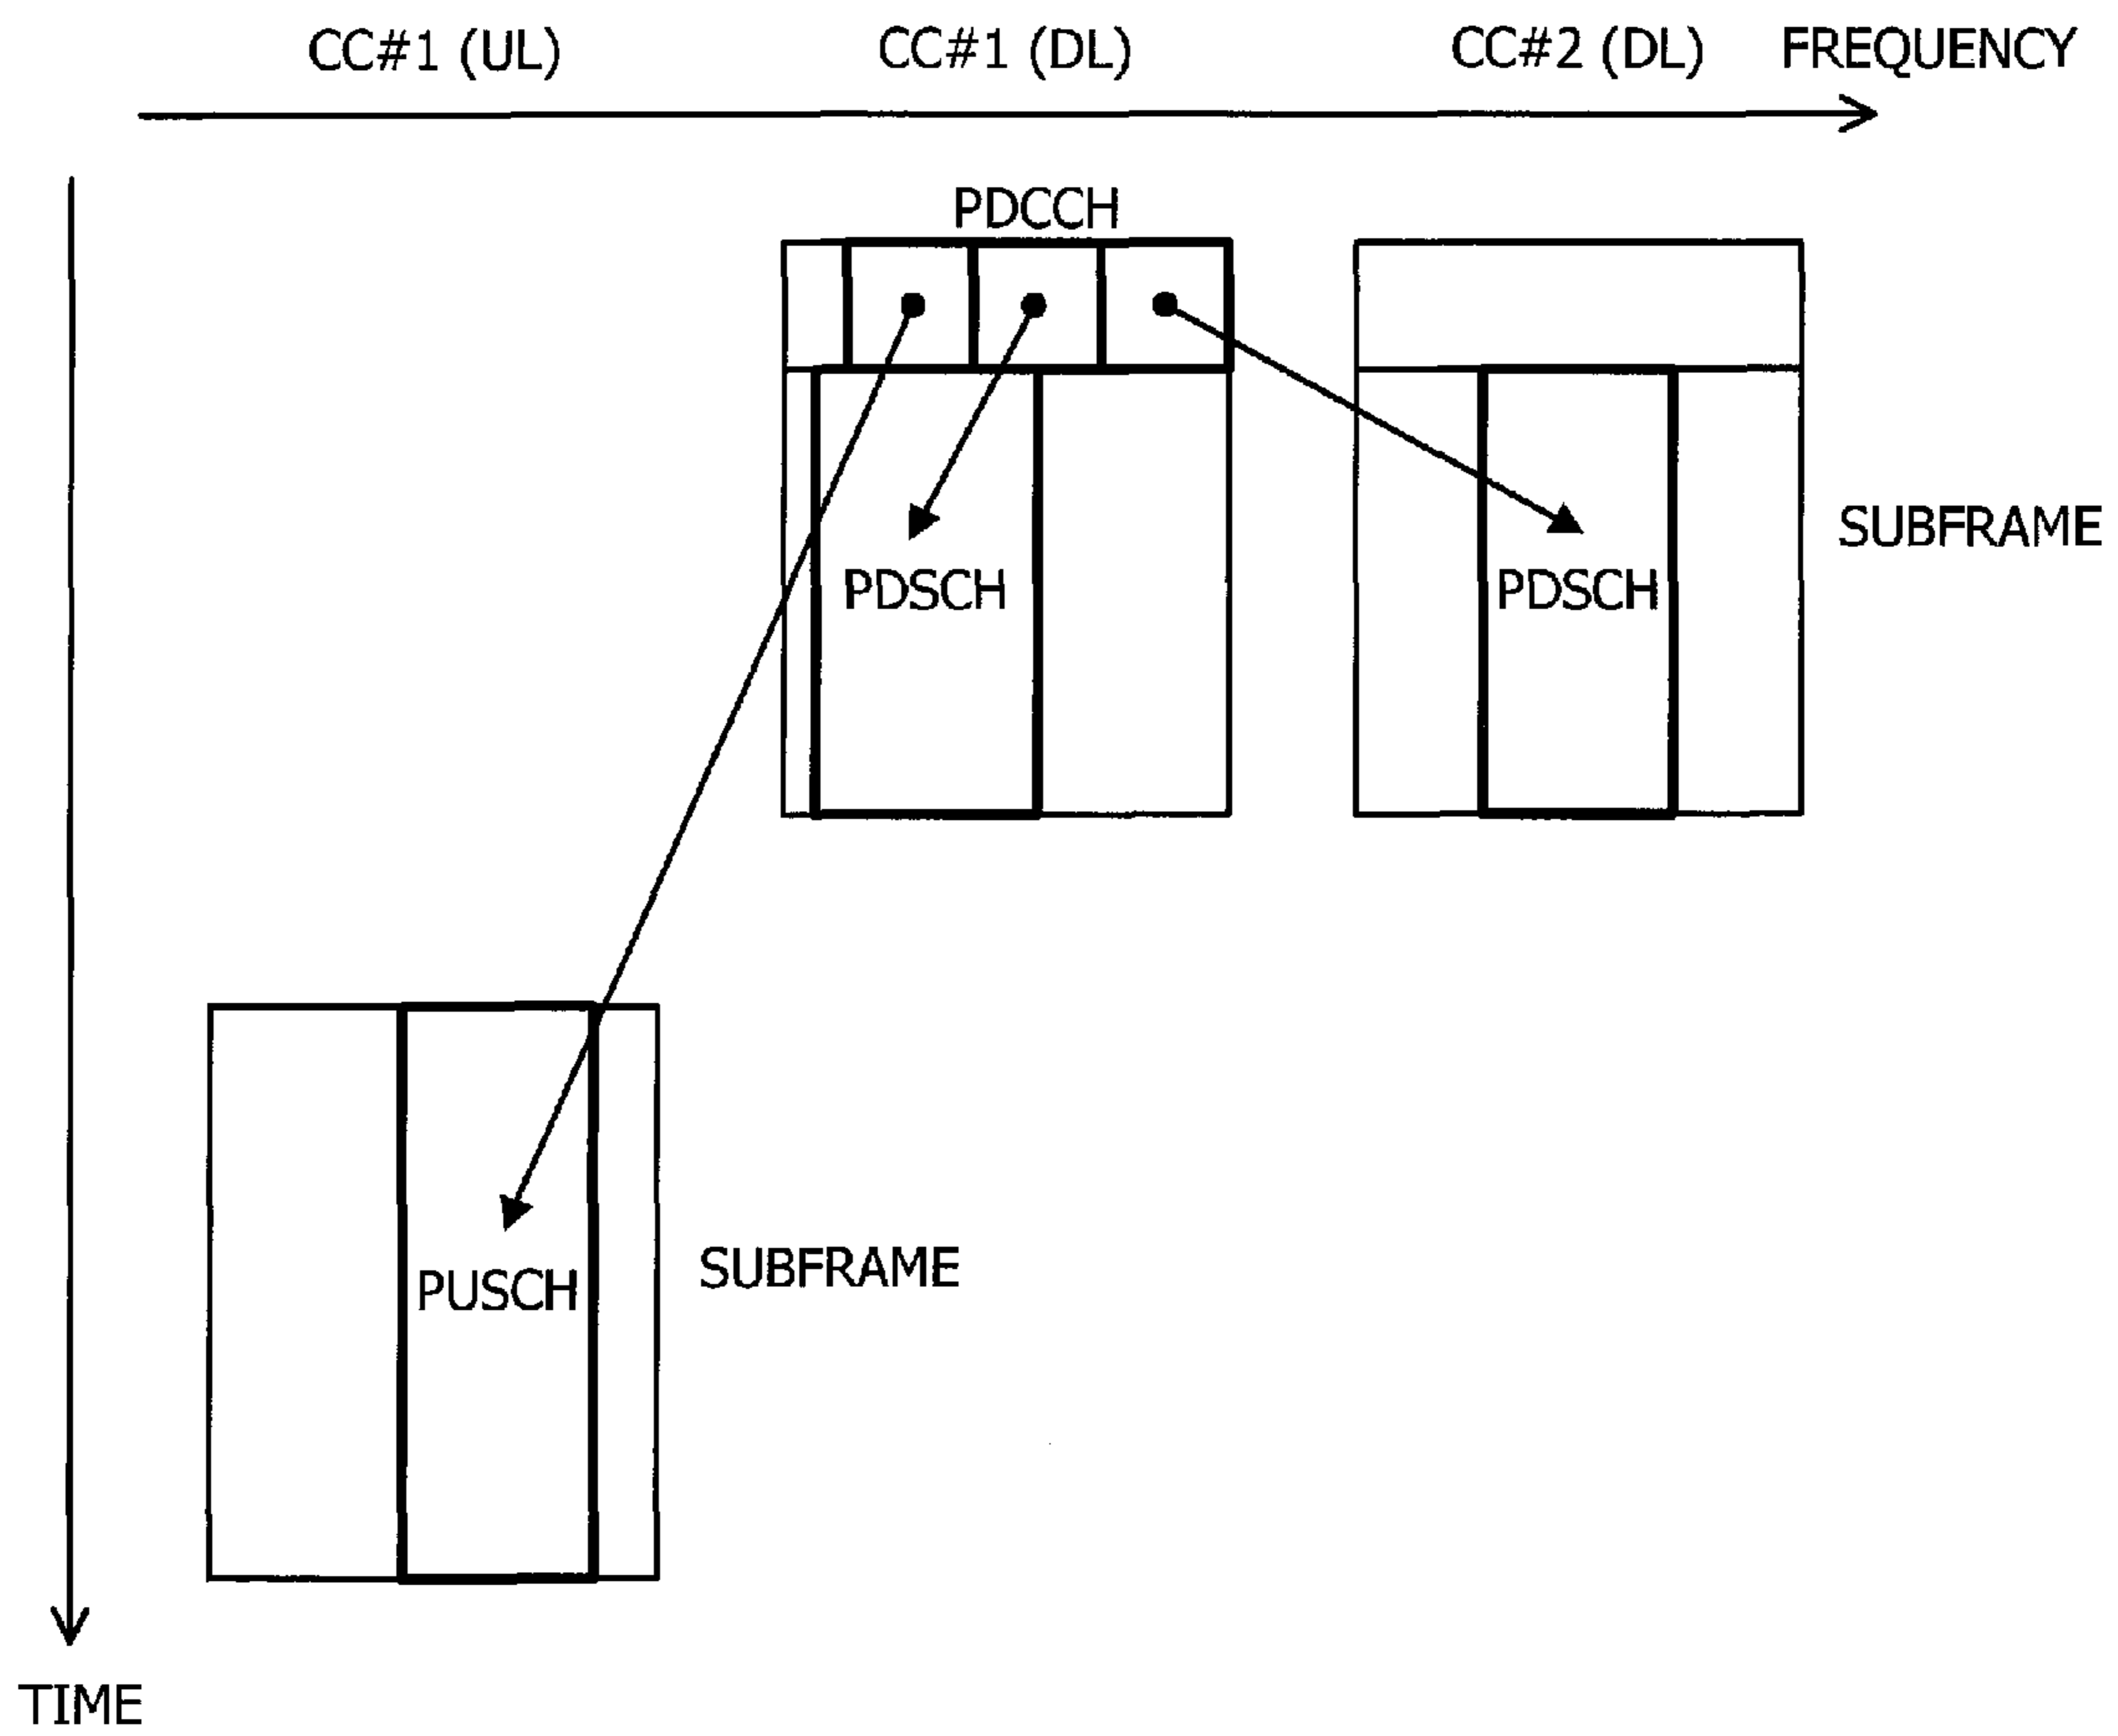 CC#1 (UL)
CC#1 (DL)
CC#2 (DL)
FREQUENCY
PDCCH
SUBFRAME
PDSCH
PDSCH
SUBFRAME
PUSCH
TIME